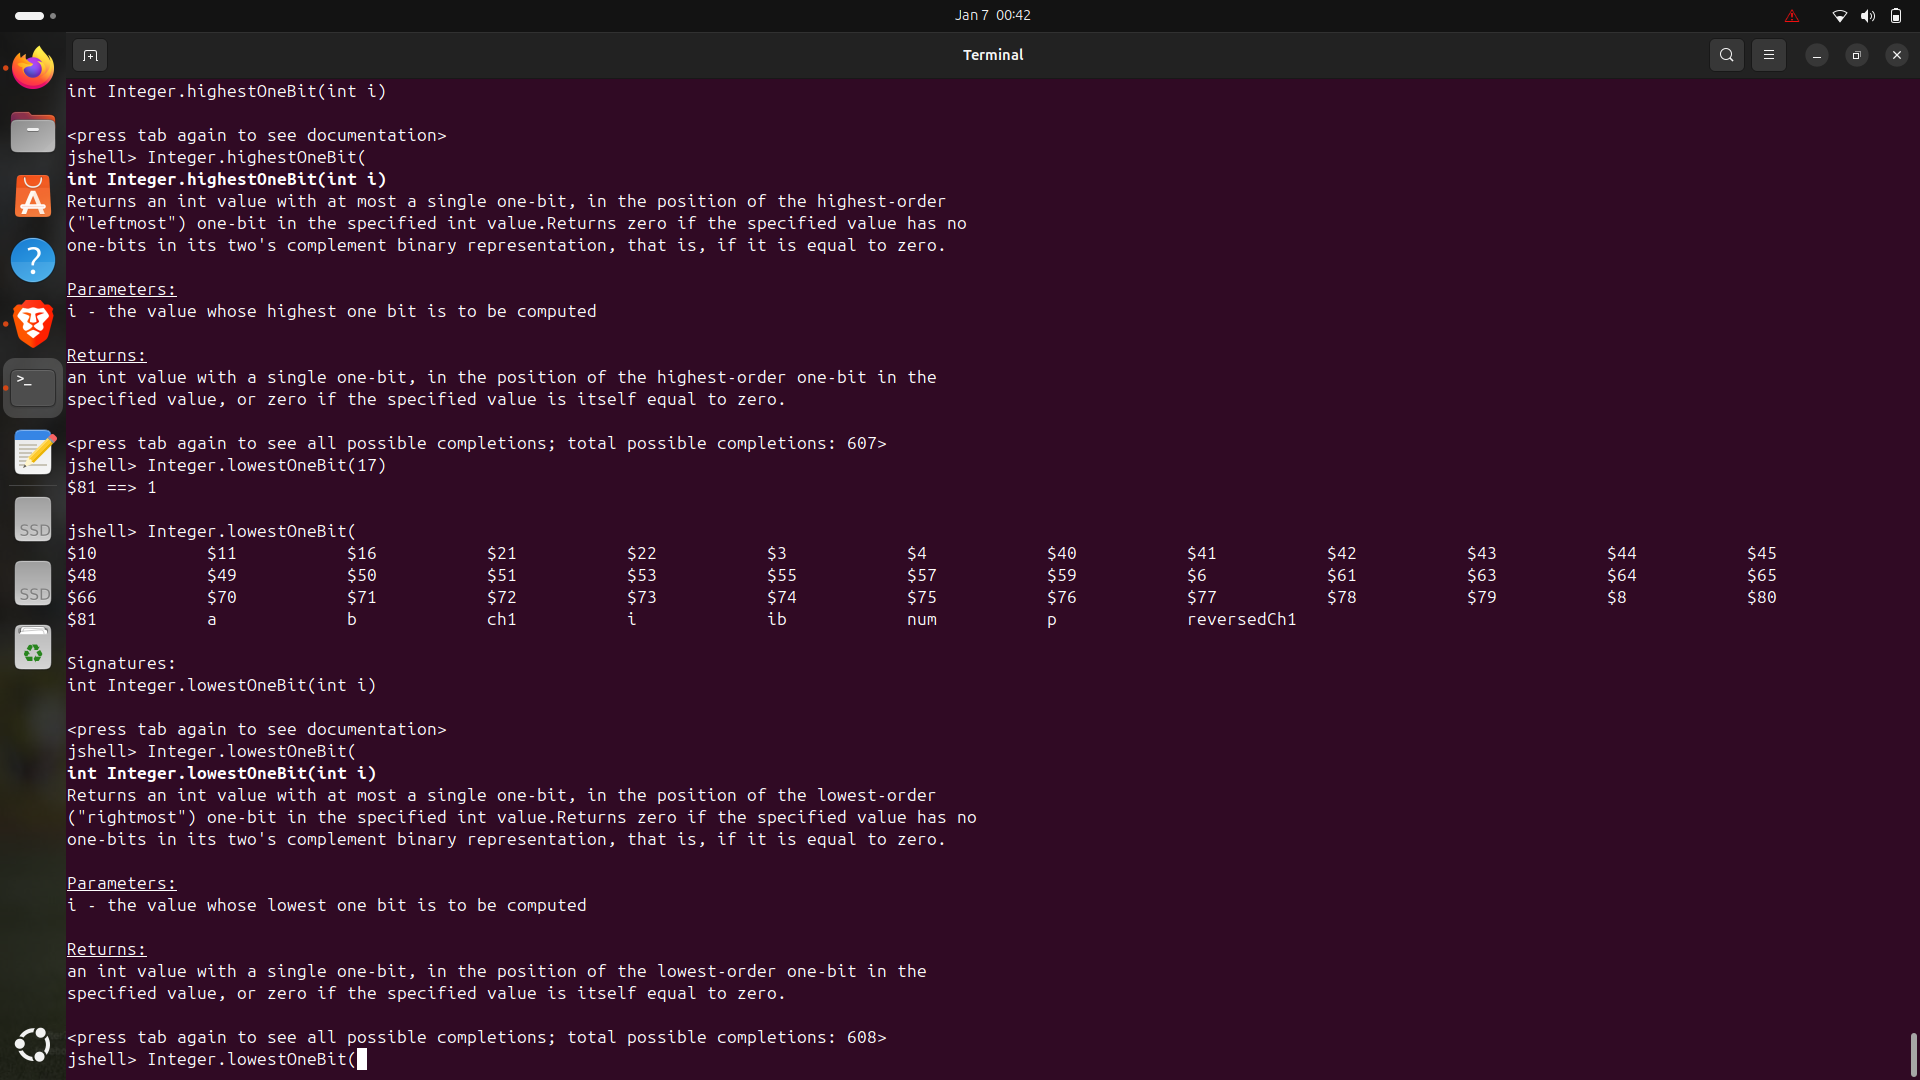 Jan 7 00:42
Terminal
int Integer.highestOneBit(int i)
<press tab again to see documentation>
jshell> Integer.highestOneBit(
int Integer.highestOneBit(int i)
Returns an int value with at most a single one-bit, in the position of the highest-order
("leftmost") one-bit in the specified int value.Returns zero if the specified value has no
one-bits in its two's complement binary representation, that is, if it is equal to zero.
Parameters:
i - the value whose highest one bit is to be computed
Returns:
an int value with a single one-bit, in the position of the highest-order one-bit in the
specified value, or zero if the specified value is itself equal to zero.
<press tab again to see all possible completions; total possible completions: 607>
jshell> Integer.lowestOneBit(17)
$81 ==> 1
jshell> Integer.lowestOneBit(
$10 $11 $16 $21 $22 $3 $4 $40 $41 $42 $43 $44 $45
$48 $49 $50 $51 $53 $55 $57 $59 $6 $61 $63 $64 $65
$66 $70 $71 $72 $73 $74 $75 $76 $77 $78 $79 $8 $80
$81 a b ch1 i ib num p reversedCh1
Signatures:
int Integer.lowestOneBit(int i)
<press tab again to see documentation>
jshell> Integer.lowestOneBit(
int Integer.lowestOneBit(int i)
Returns an int value with at most a single one-bit, in the position of the lowest-order
("rightmost") one-bit in the specified int value.Returns zero if the specified value has no
one-bits in its two's complement binary representation, that is, if it is equal to zero.
Parameters:
i - the value whose lowest one bit is to be computed
Returns:
an int value with a single one-bit, in the position of the lowest-order one-bit in the
specified value, or zero if the specified value is itself equal to zero.
<press tab again to see all possible completions; total possible completions: 608>
jshell> Integer.lowestOneBit(
SSD
SSD